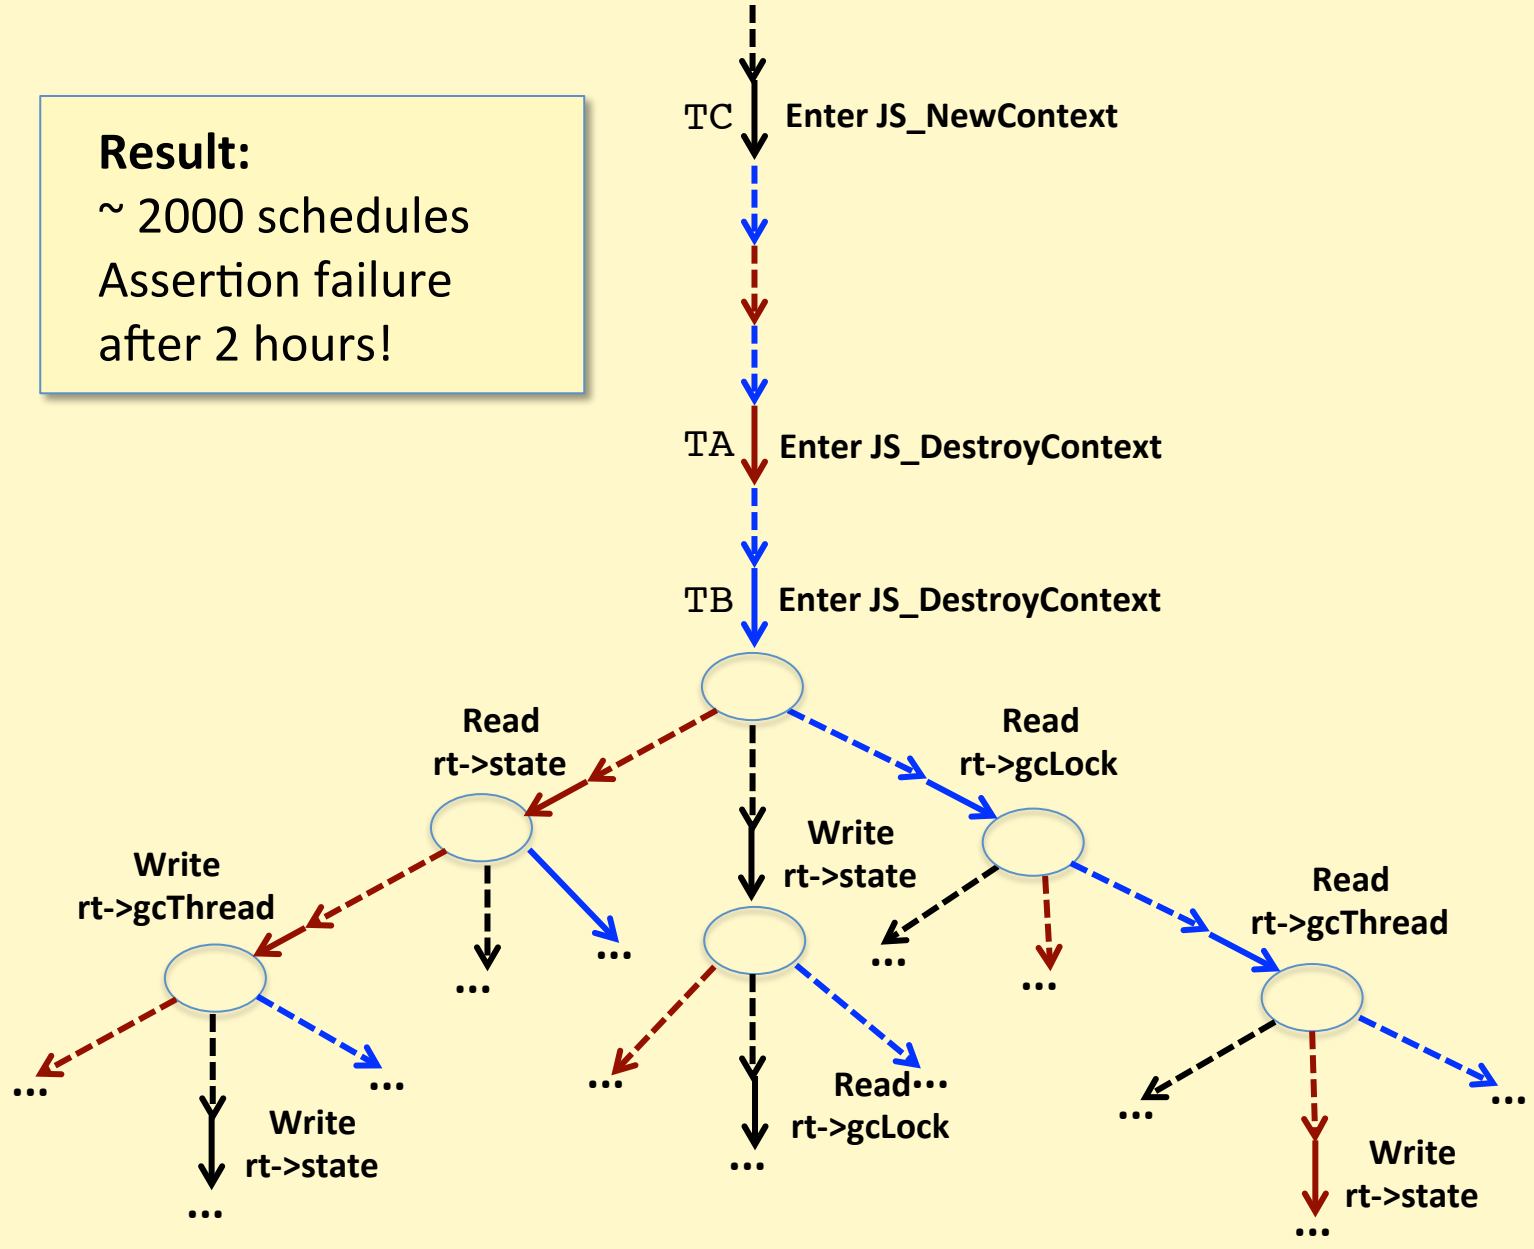 TC Enter JS_NewContext
Result:
~ 2000 schedules
Assertion failure
after 2 hours!
TA Enter JS_DestroyContext
TB Enter JS_DestroyContext
Read
rt->state
Read
rt->gcLock
Write
rt->state
Write
rt->gcThread
Read
rt->gcThread
...
...
...
...
...
...
...
...
Read...
rt->gcLock
...
...
...
Write
rt->state
...
Write
rt->state
...